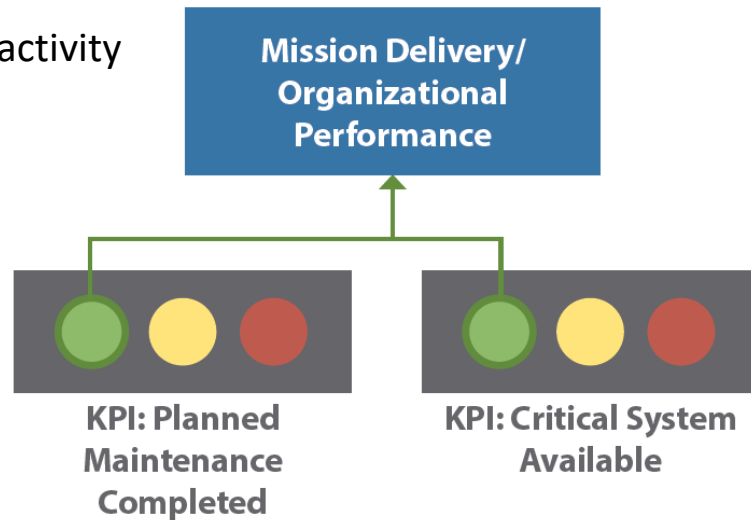 activity
Mission Delivery/
Organizational
Performance
KPI: Planned
Maintenance
Completed
KPI: Critical System
Available